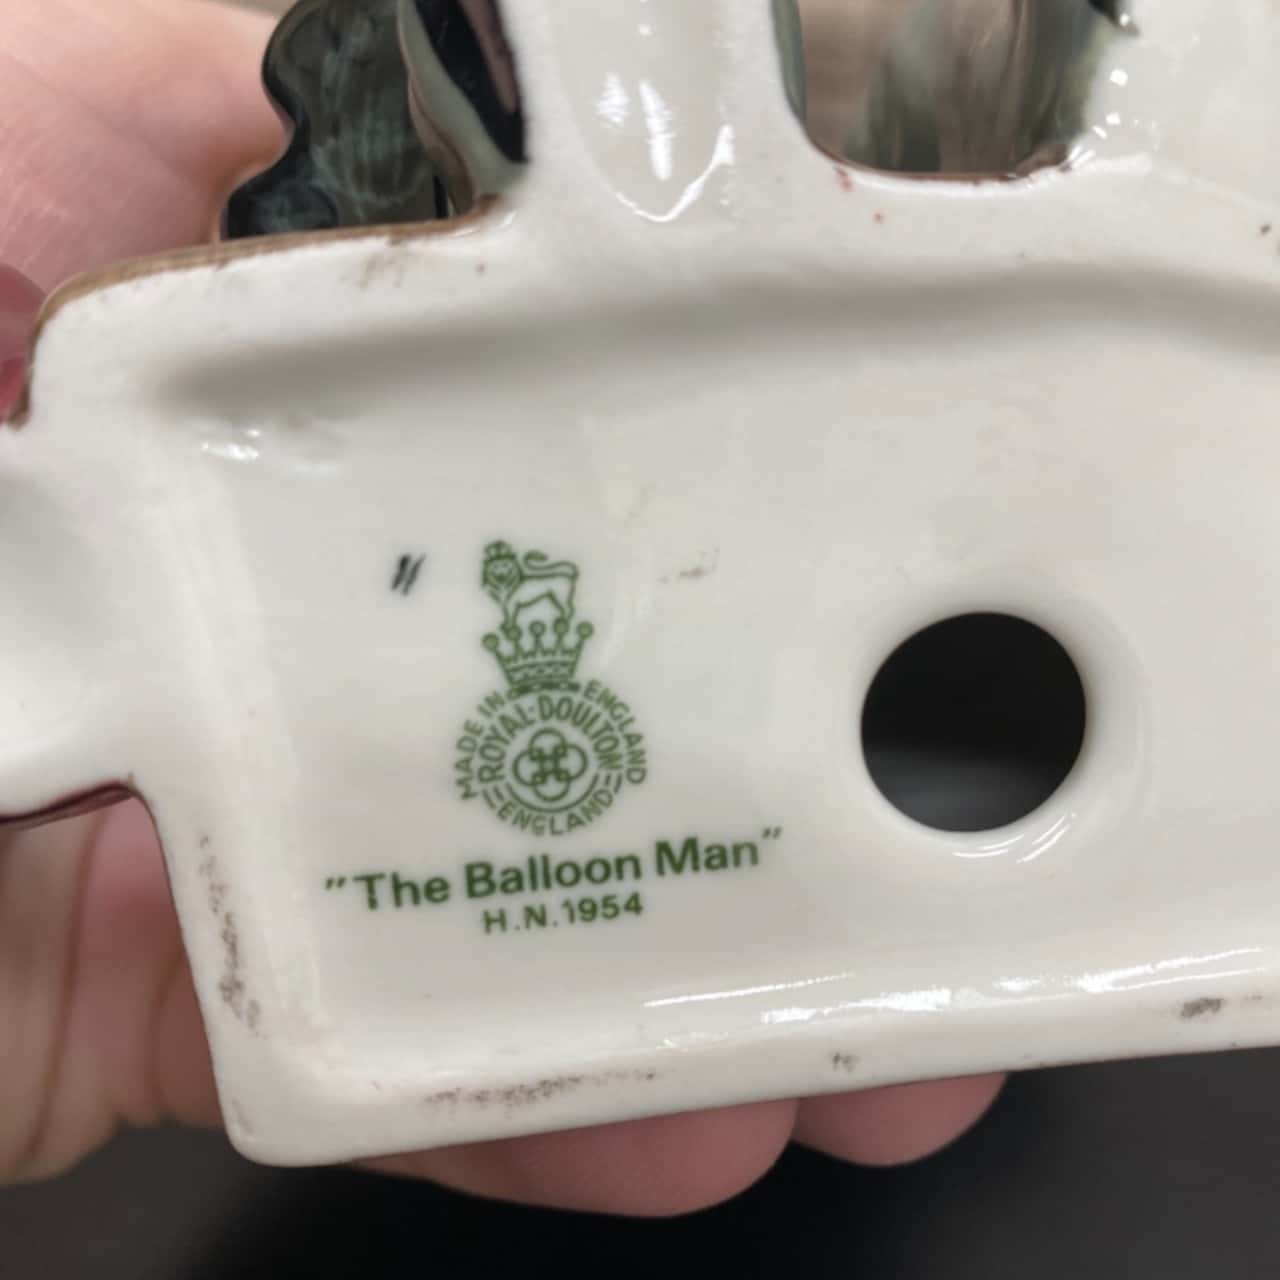 MADE IN ENGLAND
ROYAL·DOULTON
ENGLAND
"The Balloon Man"
H.N.1954